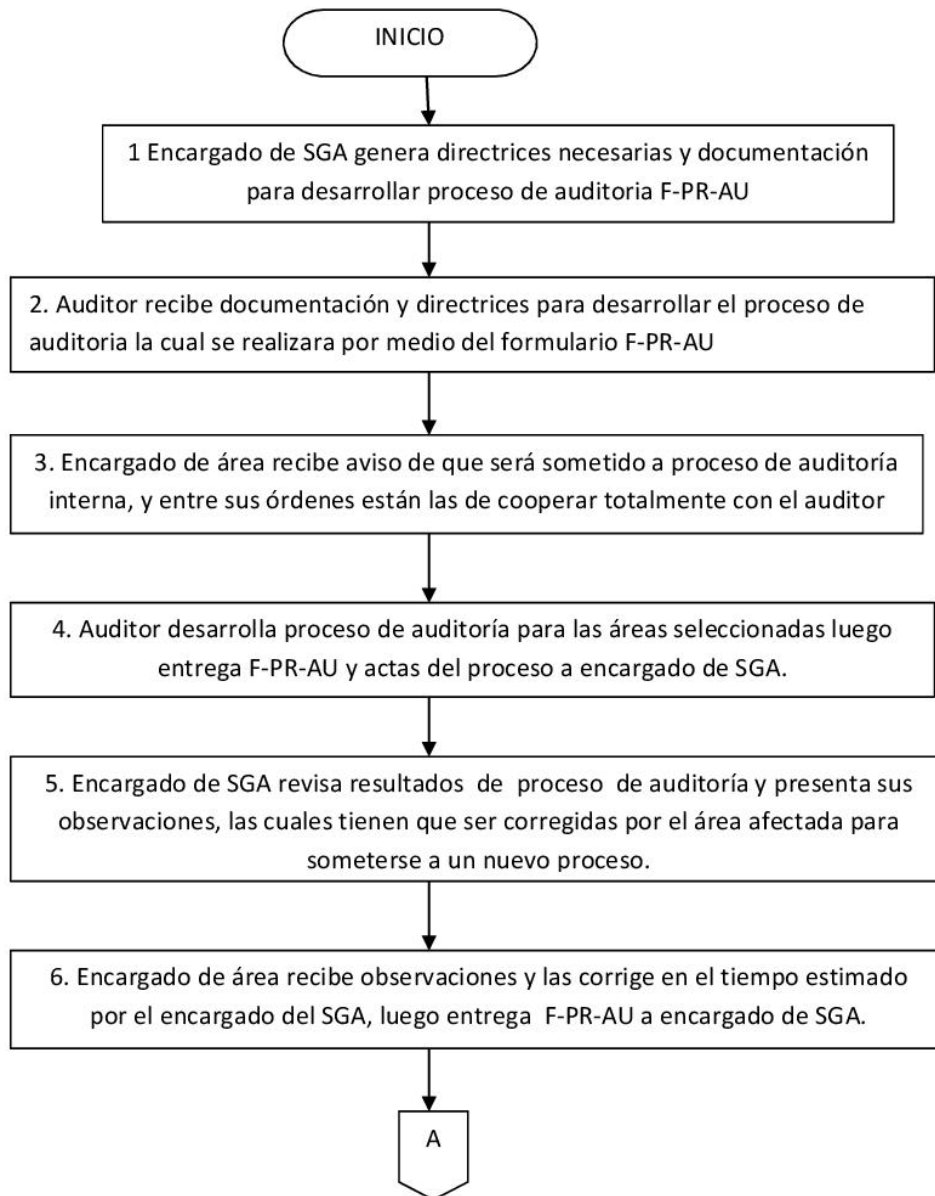 INICIO
1 Encargado de SGA genera directrices necesarias y documentación
para desarrollar proceso de auditoria F-PR-AU
2. Auditor recibe documentación y directrices para desarrollar el proceso de
auditoria la cual se realizara por medio del formulario F-PR-AU
3. Encargado de área recibe aviso de que será sometido a proceso de auditoría
interna, y entre sus órdenes están las de cooperar totalmente con el auditor
4. Auditor desarrolla proceso de auditoría para las áreas seleccionadas luego
entrega F-PR-AU y actas del proceso a encargado de SGA.
5. Encargado de SGA revisa resultados de proceso de auditoría y presenta sus
observaciones, las cuales tienen que ser corregidas por el área afectada para
someterse a un nuevo proceso.
6. Encargado de área recibe observaciones y las corrige en el tiempo estimado
por el encargado del SGA, luego entrega F-PR-AU a encargado de SGA.
A